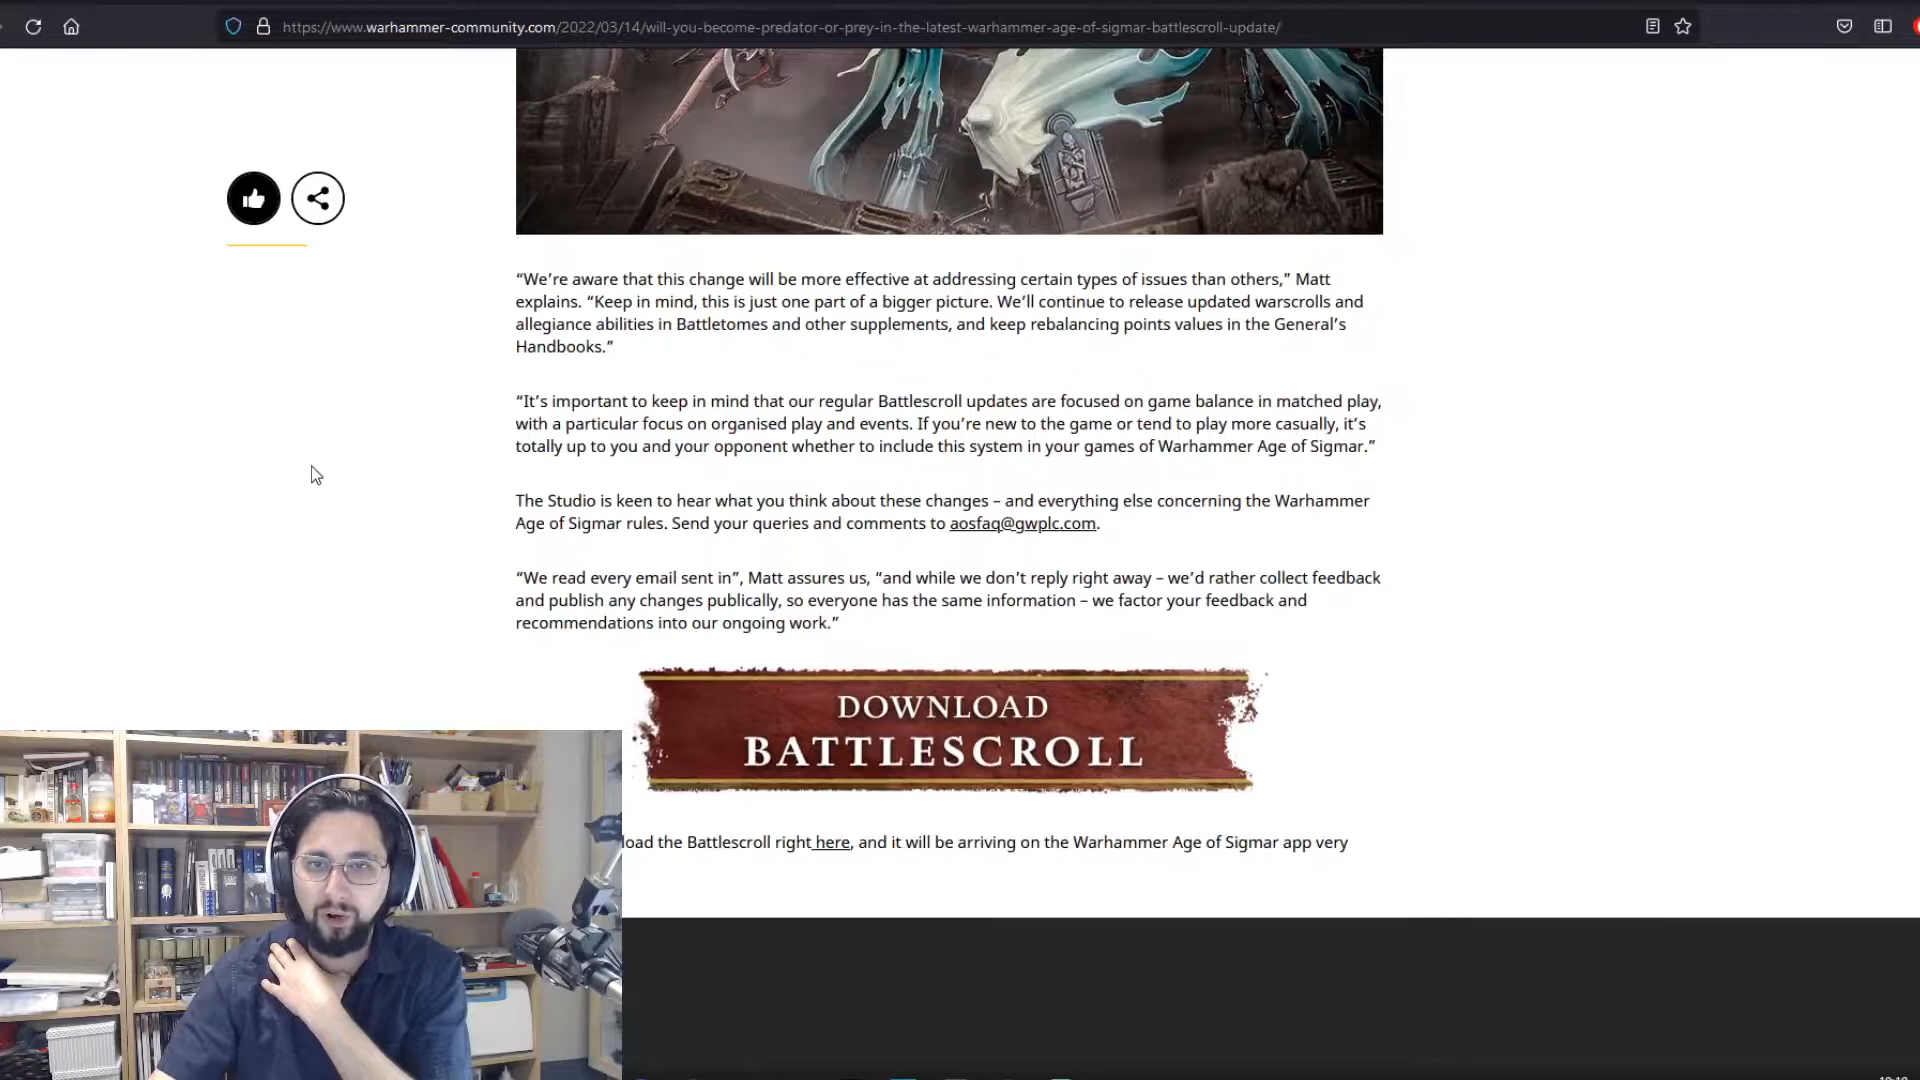 https://www.warhammer-community.com/2022/03/14/will-you-become-predator-or-prey-in-the-latest-warhammer-age-of-sigmar-battlescroll-update/
“We’re aware that this change will be more effective at addressing certain types of issues than others,” Matt
explains. “Keep in mind, this is just one part of a bigger picture. We’ll continue to release updated warscrolls and
allegiance abilities in Battletomes and other supplements, and keep rebalancing points values in the General’s
Handbooks.”
“It’s important to keep in mind that our regular Battlescroll updates are focused on game balance in matched play,
with a particular focus on organised play and events. If you’re new to the game or tend to play more casually, it’s
totally up to you and your opponent whether to include this system in your games of Warhammer Age of Sigmar.”
The Studio is keen to hear what you think about these changes – and everything else concerning the Warhammer
Age of Sigmar rules. Send your queries and comments to aosfaq@gwplc.com.
“We read every email sent in”, Matt assures us, “and while we don’t reply right away – we’d rather collect feedback
and publish any changes publically, so everyone has the same information – we factor your feedback and
recommendations into our ongoing work.”
DOWNLOAD
BATTLESCROLL
load the Battlescroll right here, and it will be arriving on the Warhammer Age of Sigmar app very